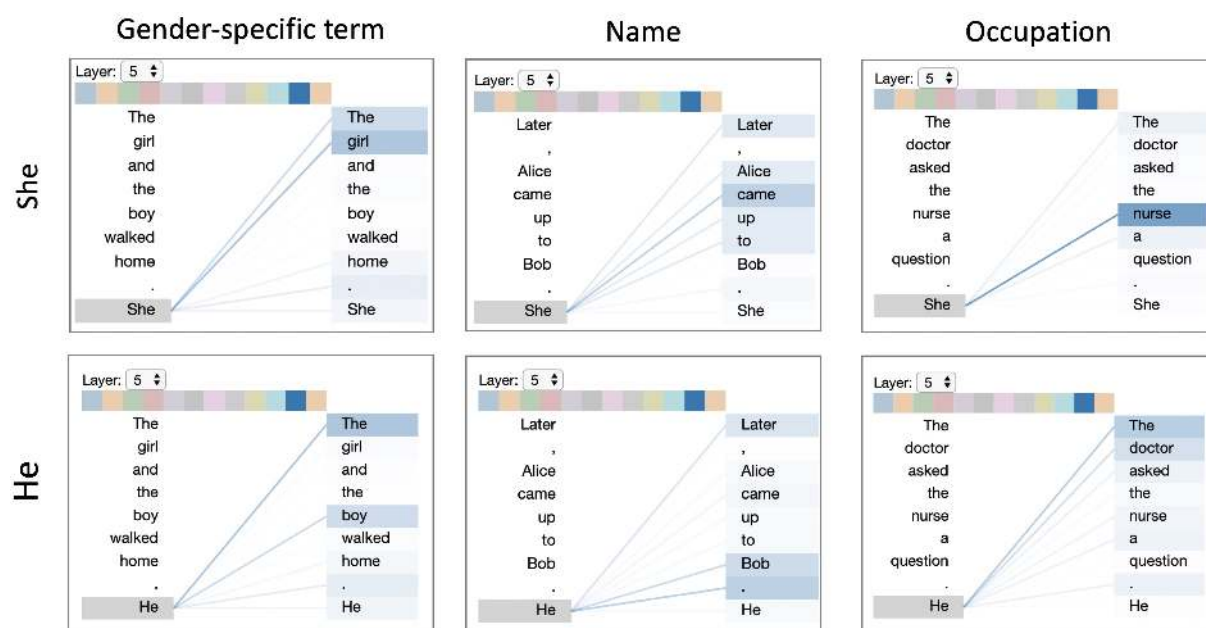 Gender-specific term
Name
Occupation
She
Layer: 5
The The
girl girl
and and
the the
boy boy
walked walked
home home
. .
She She
Layer: 5
Later Later
, ,
Alice Alice
came came
up up
to to
Bob Bob
. .
She She
Layer: 5
The The
doctor doctor
asked asked
the the
nurse nurse
a a
question question
. .
She She
He
Layer: 5
The The
girl girl
and and
the the
boy boy
walked walked
home home
. .
He He
Layer: 5
Later Later
, ,
Alice Alice
came came
up up
to to
Bob Bob
. .
He He
Layer: 5
The The
doctor doctor
asked asked
the the
nurse nurse
a a
question question
. .
He He